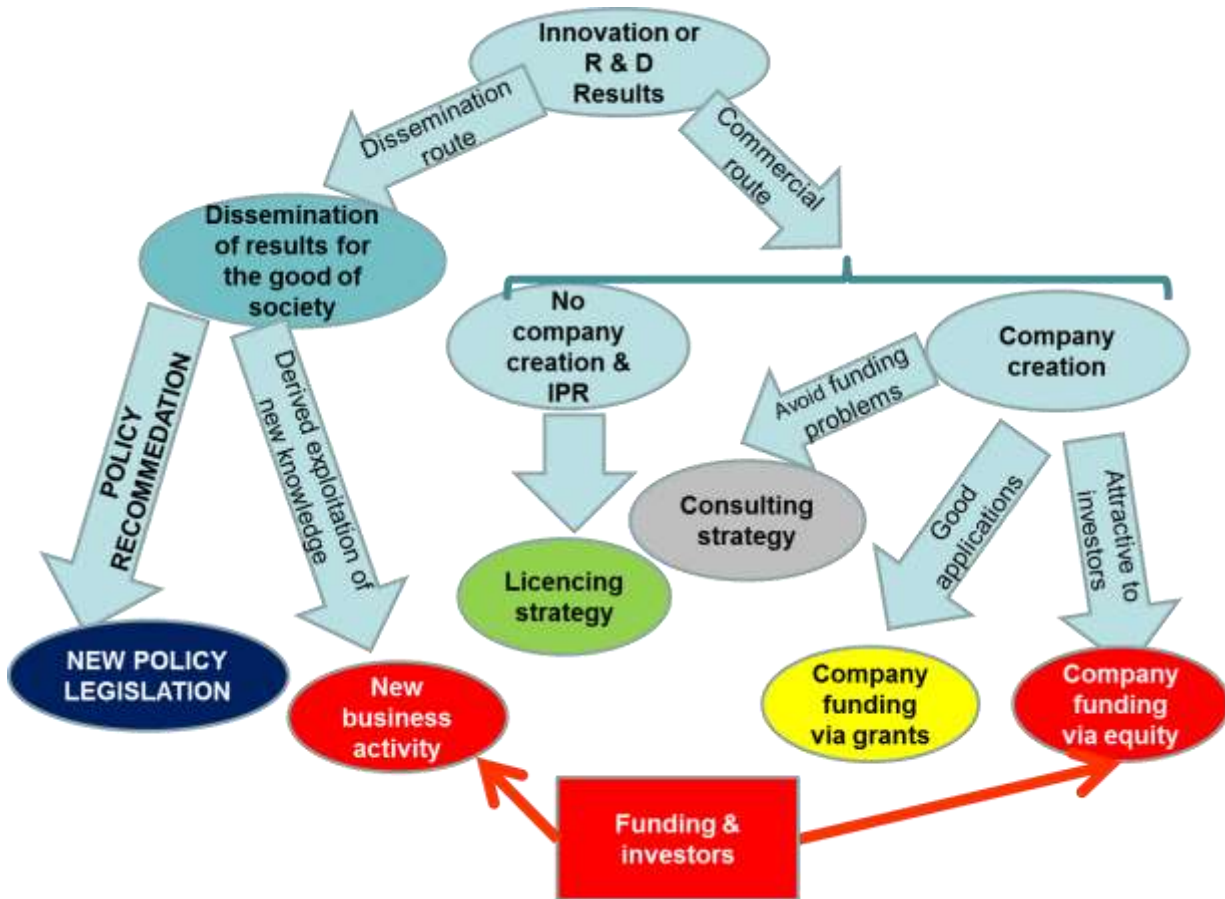 Innovation or
R & D
Results
Dissemination
route
Commercial
route
Dissemination
of results for
the good of
society
No
company
creation &
IPR
Company
creation
POLICY
RECOMMEDATION
Derived exploitation of
new knowledge
Avoid funding
problems
Good
applications
Attractive to
investors
Consulting
strategy
Licencing
strategy
NEW POLICY
LEGISLATION
New
business
activity
Company
funding
via grants
Company
funding
via equity
Funding &
investors